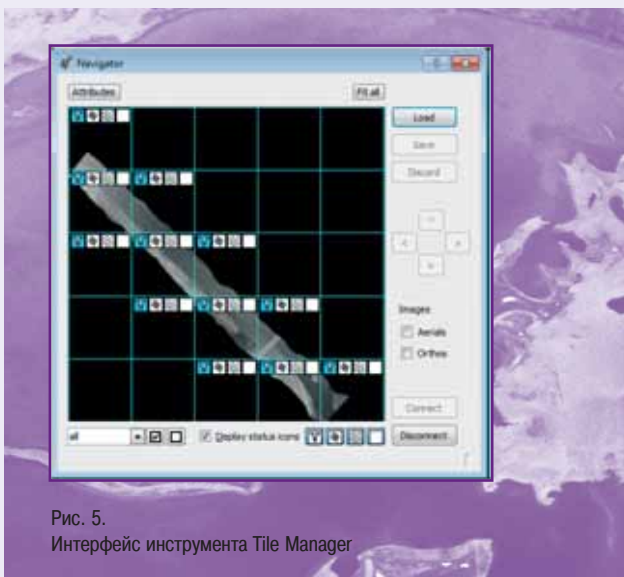 Navigator
Attributes
Fit all
Load
Save
Discard
Images
Aerials
Orthos
Connect
all
Display status icons
Disconnect
Рис. 5.
Интерфейс инструмента Tile Manager